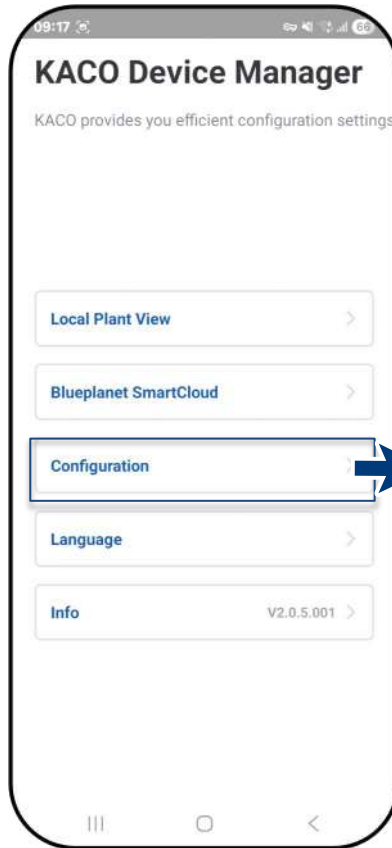 09:17
66
KACO Device Manager
KACO provides you efficient configuration settings
Local Plant View
Blueplanet SmartCloud
Configuration
Language
Info V2.0.5.001